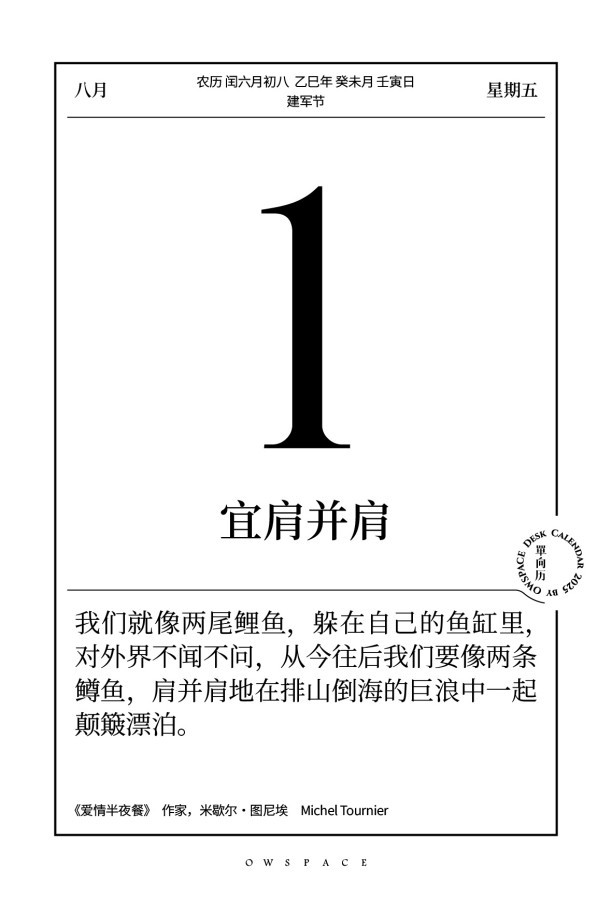 八月
农历 闰六月初八 乙巳年 癸未月 壬寅日
建军节
星期五
1
宜肩并肩
DESK CALENDAR 2025 BY OWSPACE
單向历
我们就像两尾鲤鱼，躲在自己的鱼缸里，
对外界不闻不问，从今往后我们要像两条
鳟鱼，肩并肩地在排山倒海的巨浪中一起
颠簸漂泊。
《爱情半夜餐》 作家，米歇尔·图尼埃 Michel Tournier
OWSPACE